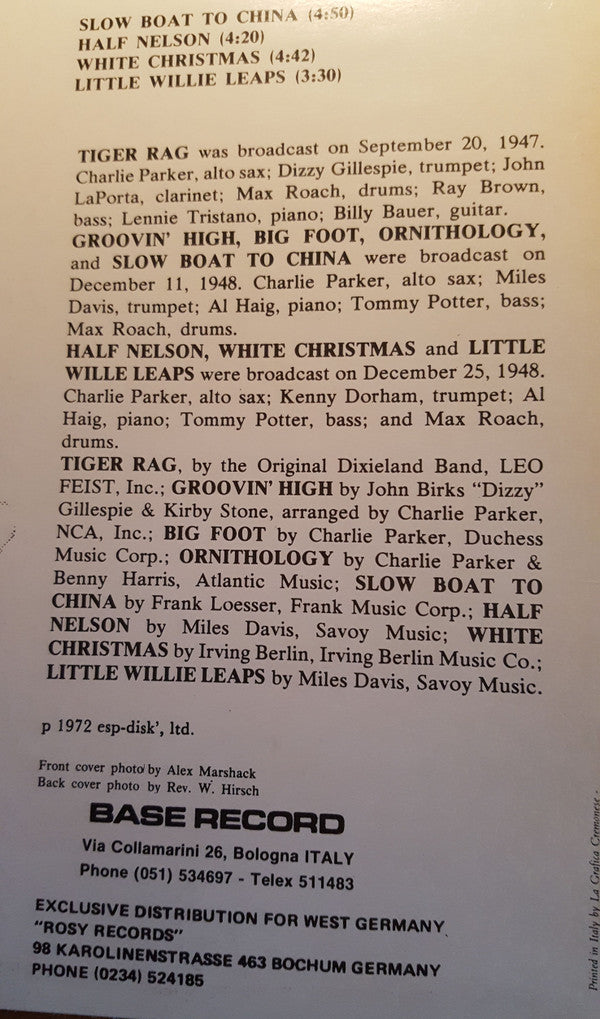 SLOW BOAT TO CHINA (4:50)
HALF NELSON (4:20)
WHITE CHRISTMAS (4:42)
LITTLE WILLIE LEAPS (3:30)
TIGER RAG was broadcast on September 20, 1947.
Charlie Parker, alto sax; Dizzy Gillespie, trumpet; John
LaPorta, clarinet; Max Roach, drums; Ray Brown,
bass; Lennie Tristano, piano; Billy Bauer, guitar.
GROOVIN' HIGH, BIG FOOT, ORNITHOLOGY,
and SLOW BOAT TO CHINA were broadcast on
December 11, 1948. Charlie Parker, alto sax; Miles
Davis, trumpet; Al Haig, piano; Tommy Potter, bass;
Max Roach, drums.
HALF NELSON, WHITE CHRISTMAS and LITTLE
WILLE LEAPS were broadcast on December 25, 1948.
Charlie Parker, alto sax; Kenny Dorham, trumpet; Al
Haig, piano; Tommy Potter, bass; and Max Roach,
drums.
TIGER RAG, by the Original Dixieland Band, LEO
FEIST, Inc.; GROOVIN' HIGH by John Birks "Dizzy"
Gillespie & Kirby Stone, arranged by Charlie Parker,
NCA, Inc.; BIG FOOT by Charlie Parker, Duchess
Music Corp.; ORNITHOLOGY by Charlie Parker &
Benny Harris, Atlantic Music; SLOW BOAT TO
CHINA by Frank Loesser, Frank Music Corp.; HALF
NELSON by Miles Davis, Savoy Music; WHITE
CHRISTMAS by Irving Berlin, Irving Berlin Music Co.;
LITTLE WILLIE LEAPS by Miles Davis, Savoy Music.
p 1972 esp-disk', ltd.
Front cover photo by Alex Marshack
Back cover photo by Rev. W. Hirsch
BASE RECORD
Via Collamarini 26, Bologna ITALY
Phone (051) 534697 - Telex 511483
EXCLUSIVE DISTRIBUTION FOR WEST GERMANY
"ROSY RECORDS"
98 KAROLINENSTRASSE 463 BOCHUM GERMANY
PHONE (0234) 524185
Printed in Italy by La Grafica Cremonese -